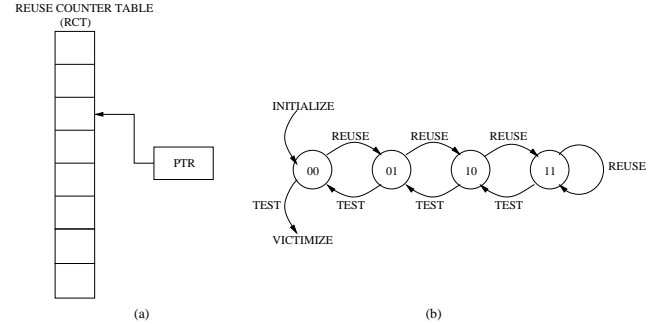 REUSE COUNTER TABLE
(RCT)
PTR
(a)
INITIALIZE
REUSE REUSE REUSE
00 01 10 11
REUSE
TEST TEST TEST TEST
VICTIMIZE
(b)